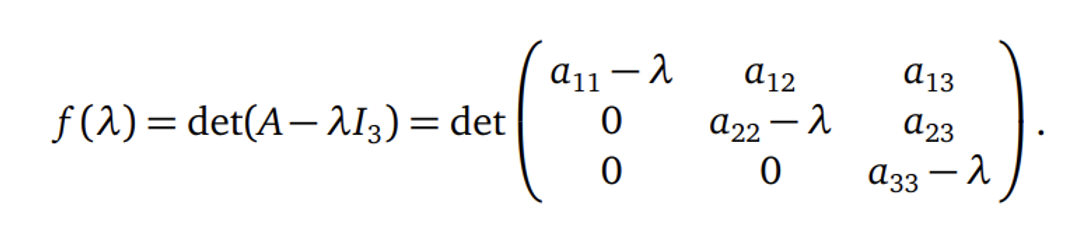 f(λ) = det(A − λI₃) = det ( a₁₁ − λ a₁₂ a₁₃
0 a₂₂ − λ a₂₃
0 0 a₃₃ − λ ) .